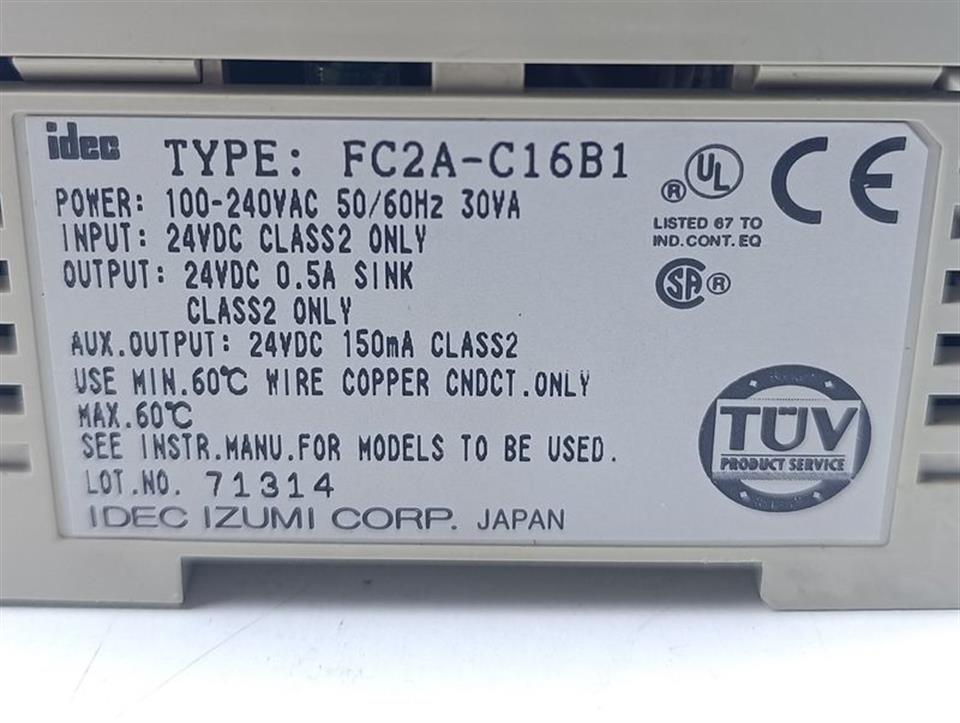 idec TYPE: FC2A-C16B1
POWER: 100-240VAC 50/60Hz 30VA
INPUT: 24VDC CLASS2 ONLY
OUTPUT: 24VDC 0.5A SINK
CLASS2 ONLY
AUX.OUTPUT: 24VDC 150mA CLASS2
USE MIN.60℃ WIRE COPPER CNDCT.ONLY
MAX.60℃
SEE INSTR.MANU.FOR MODELS TO BE USED.
LOT.NO. 71314
IDEC IZUMI CORP. JAPAN
UL ®
LISTED 67 TO
IND.CONT.EQ
SA ®
CE
TÜV
PRODUCT SERVICE